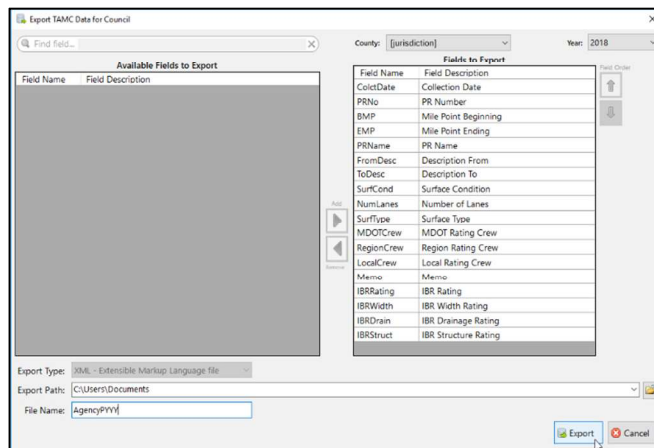 Export TAMC Data for Council
Find field...
County: [jurisdiction] Year: 2018
Available Fields to Export
Field Name Field Description
Fields to Export
Field Name Field Description
ColctDate Collection Date
PRNo PR Number
BMP Mile Point Beginning
EMP Mile Point Ending
PRName PR Name
FromDesc Description From
ToDesc Description To
SurfCond Surface Condition
NumLanes Number of Lanes
SurfType Surface Type
MDOTCrew MDOT Rating Crew
RegionCrew Region Rating Crew
LocalCrew Local Rating Crew
Memo Memo
IBRRating IBR Rating
IBRWidth IBR Width Rating
IBRDrain IBR Drainage Rating
IBRStruct IBR Structure Rating
Field Order
Add
Remove
Export Type: XML - Extensible Markup Language file
Export Path: C:\Users\Documents
File Name: AgencyPYYY
Export Cancel